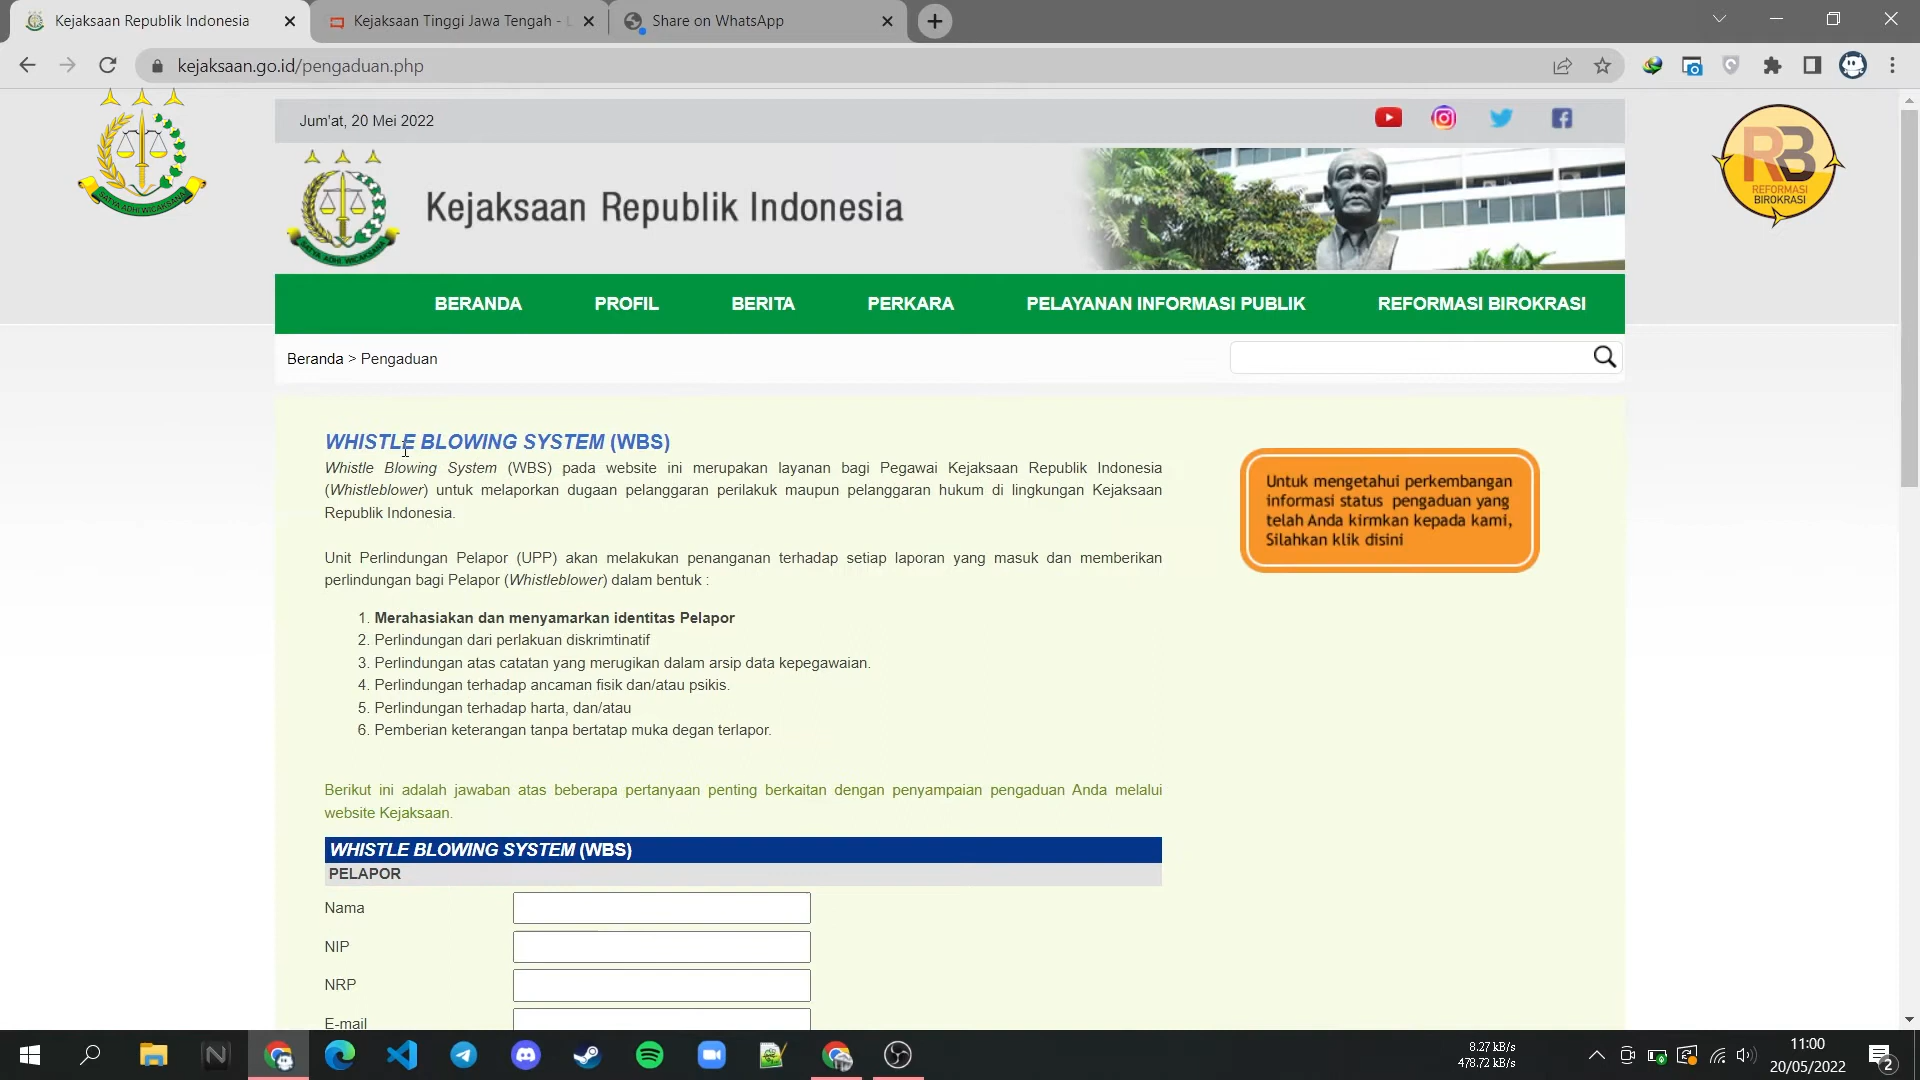 Kejaksaan Republik Indonesia
Kejaksaan Tinggi Jawa Tengah - L
Share on WhatsApp
kejaksaan.go.id/pengaduan.php
Jum'at, 20 Mei 2022
SATYA ADHI WICAKSANA
Kejaksaan Republik Indonesia
RB
REFORMASI
BIROKRASI
BERANDA
PROFIL
BERITA
PERKARA
PELAYANAN INFORMASI PUBLIK
REFORMASI BIROKRASI
Beranda > Pengaduan
WHISTLE BLOWING SYSTEM (WBS)
Whistle Blowing System (WBS) pada website ini merupakan layanan bagi Pegawai Kejaksaan Republik Indonesia
(Whistleblower) untuk melaporkan dugaan pelanggaran perilakuk maupun pelanggaran hukum di lingkungan Kejaksaan
Republik Indonesia.
Unit Perlindungan Pelapor (UPP) akan melakukan penanganan terhadap setiap laporan yang masuk dan memberikan
perlindungan bagi Pelapor (Whistleblower) dalam bentuk :
1. Merahasiakan dan menyamarkan identitas Pelapor
2. Perlindungan dari perlakuan diskrimtinatif
3. Perlindungan atas catatan yang merugikan dalam arsip data kepegawaian.
4. Perlindungan terhadap ancaman fisik dan/atau psikis.
5. Perlindungan terhadap harta, dan/atau
6. Pemberian keterangan tanpa bertatap muka degan terlapor.
Untuk mengetahui perkembangan
informasi status pengaduan yang
telah Anda kirmkan kepada kami,
Silahkan klik disini
Berikut ini adalah jawaban atas beberapa pertanyaan penting berkaitan dengan penyampaian pengaduan Anda melalui
website Kejaksaan.
WHISTLE BLOWING SYSTEM (WBS)
PELAPOR
Nama
NIP
NRP
E-mail
8.27 kB/s
478.72 kB/s
11:00
20/05/2022
2